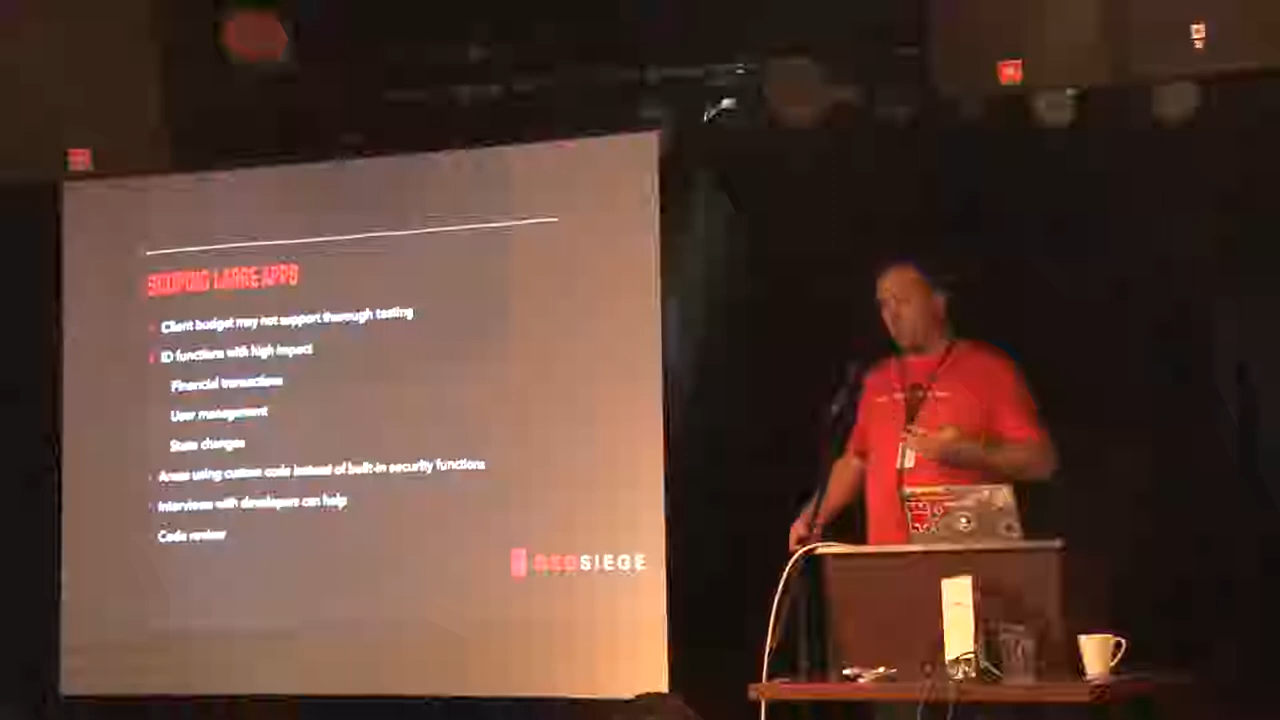 SCOPING LARGE APPS
Client budget may not support thorough testing
ID functions with high impact
Financial transactions
User management
State changes
Areas using custom code instead of built-in security functions
Interviews with developers can help
Code review
REDSIEGE